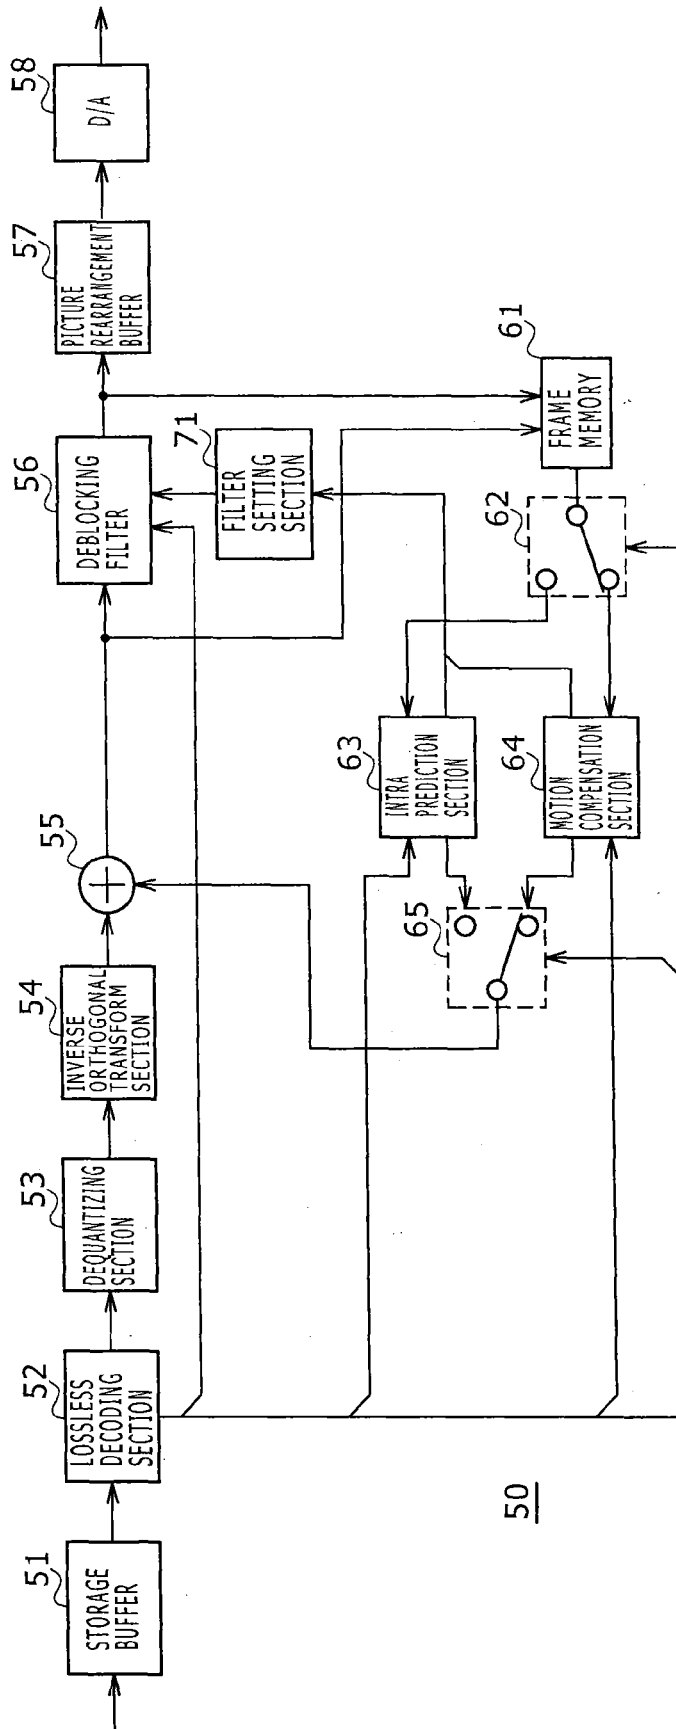 51
STORAGE
BUFFER
52
LOSSLESS
DECODING
SECTION
53
DEQUANTIZING
SECTION
54
INVERSE
ORTHOGONAL
TRANSFORM
SECTION
55
56
DEBLOCKING
FILTER
57
PICTURE
REARRANGEMENT
BUFFER
58
D/A
71
FILTER
SETTING
SECTION
61
FRAME
MEMORY
62
63
INTRA
PREDICTION
SECTION
64
MOTION
COMPENSATION
SECTION
65
50